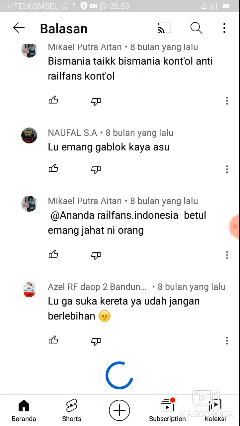 TELKOMSEL
20.53
Balasan
Mikael Putra Aritan • 8 bulan yang lalu
Bismania taikk bismania kont'ol anti
railfans kont'ol
NAUFAL S.A • 8 bulan yang lalu
Lu emang gablok kaya asu
Mikael Putra Aritan • 8 bulan yang lalu
@Ananda railfans.indonesia betul
emang jahat ni orang
Azel RF daop 2 Bandun... • 8 bulan yang lalu
Lu ga suka kereta ya udah jangan
berlebihan 😠
Beranda
Shorts
Subscription
Koleksi